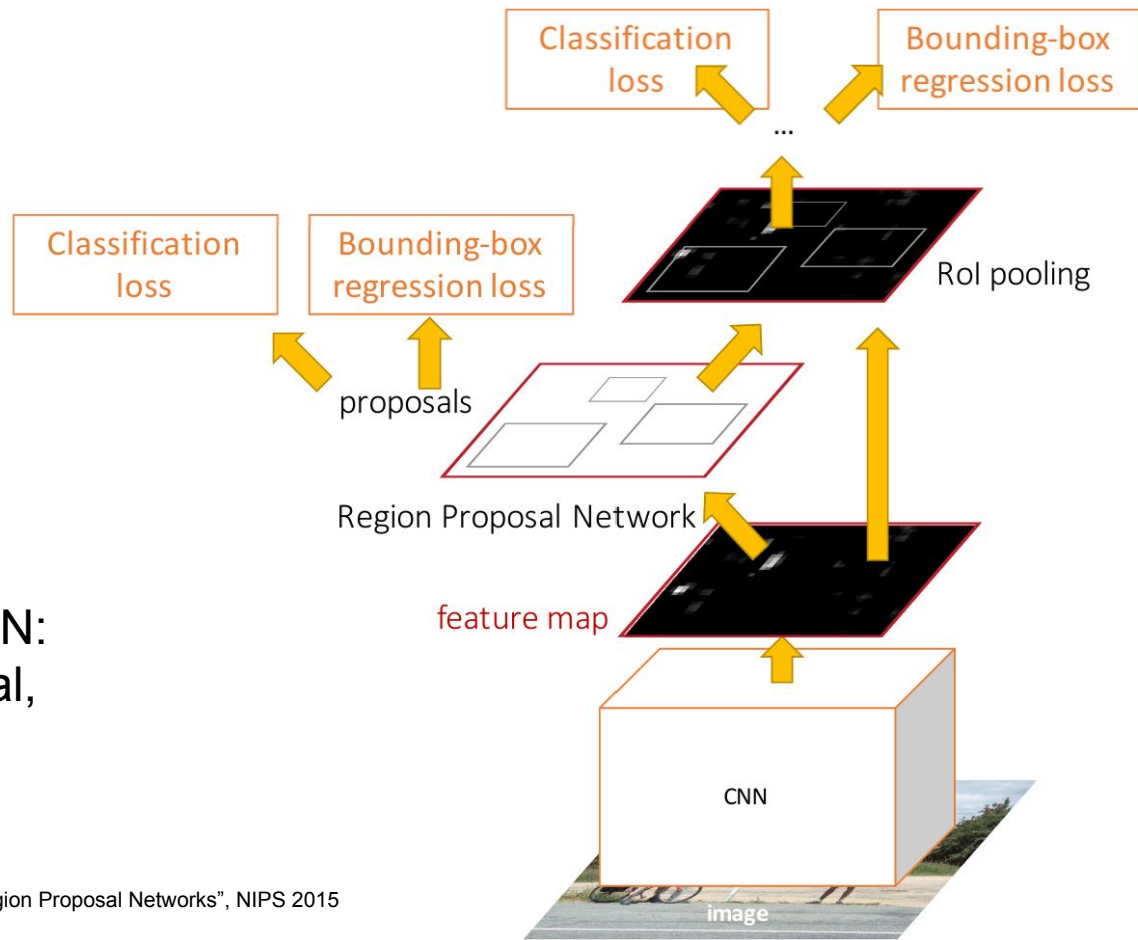 Classification
loss
Bounding-box
regression loss
...
Classification
loss
Bounding-box
regression loss
RoI pooling
proposals
Region Proposal Network
feature map
N:
al,
CNN
image
gion Proposal Networks”, NIPS 2015